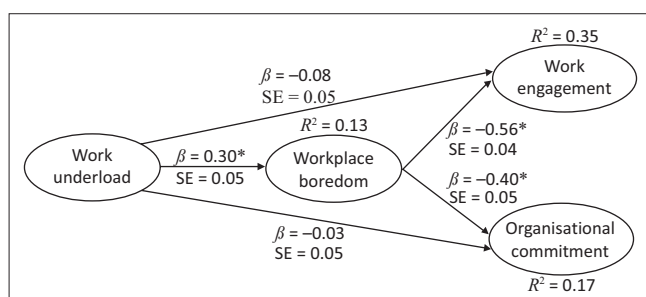 R² = 0.35
Work
engagement
β = −0.08
SE = 0.05
R² = 0.13
β = −0.56*
SE = 0.04
Work
underload
β = 0.30*
SE = 0.05
Workplace
boredom
β = −0.40*
SE = 0.05
β = −0.03
SE = 0.05
Organisational
commitment
R² = 0.17